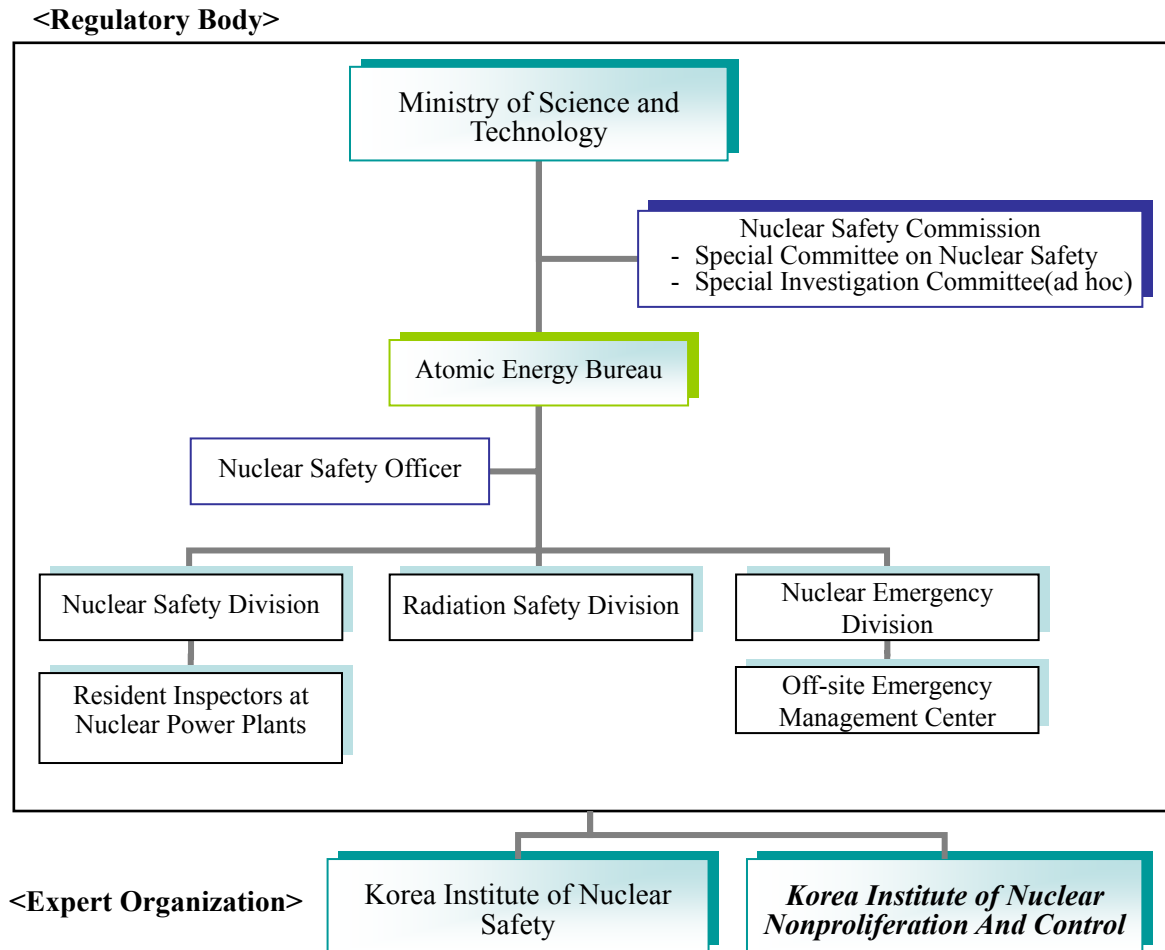 <Regulatory Body>
Ministry of Science and
Technology
Nuclear Safety Commission
- Special Committee on Nuclear Safety
- Special Investigation Committee(ad hoc)
Atomic Energy Bureau
Nuclear Safety Officer
Nuclear Safety Division
Radiation Safety Division
Nuclear Emergency
Division
Resident Inspectors at
Nuclear Power Plants
Off-site Emergency
Management Center
<Expert Organization>
Korea Institute of Nuclear
Safety
Korea Institute of Nuclear
Nonproliferation And Control